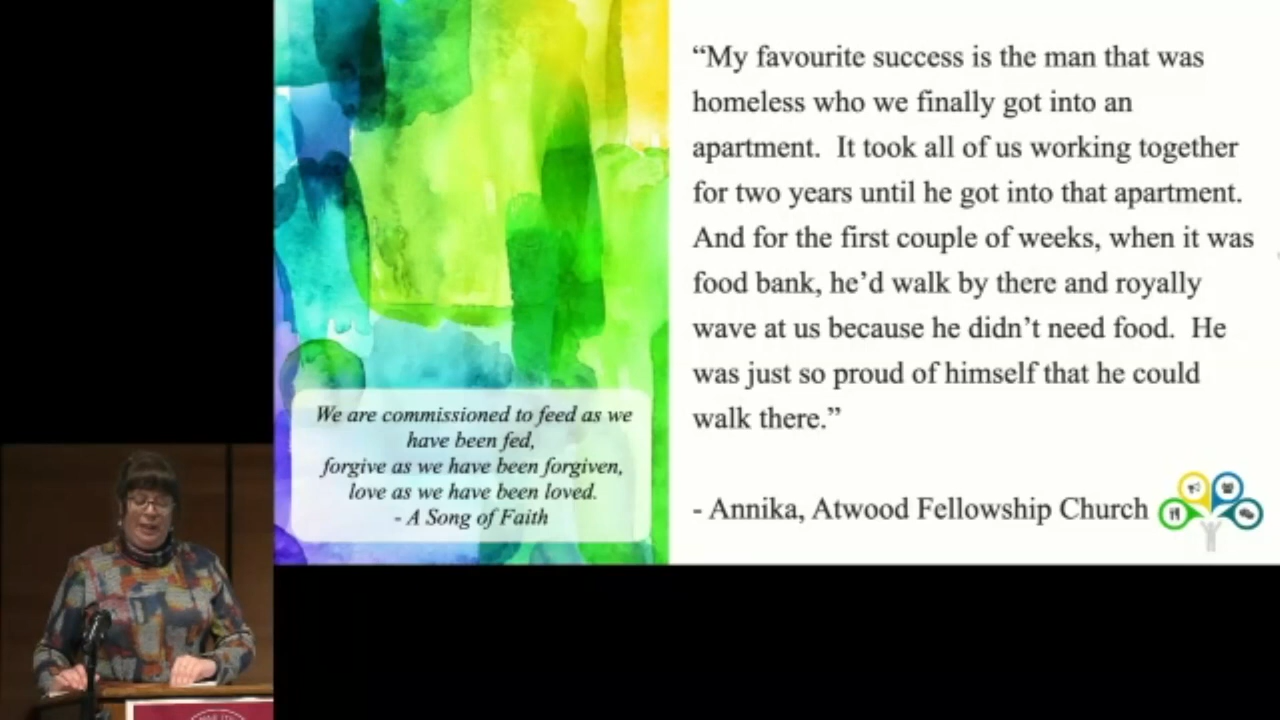 “My favourite success is the man that was
homeless who we finally got into an
apartment.  It took all of us working together
for two years until he got into that apartment.
And for the first couple of weeks, when it was
food bank, he’d walk by there and royally
wave at us because he didn’t need food.  He
was just so proud of himself that he could
walk there.”
- Annika, Atwood Fellowship Church
We are commissioned to feed as we
have been fed,
forgive as we have been forgiven,
love as we have been loved.
- A Song of Faith